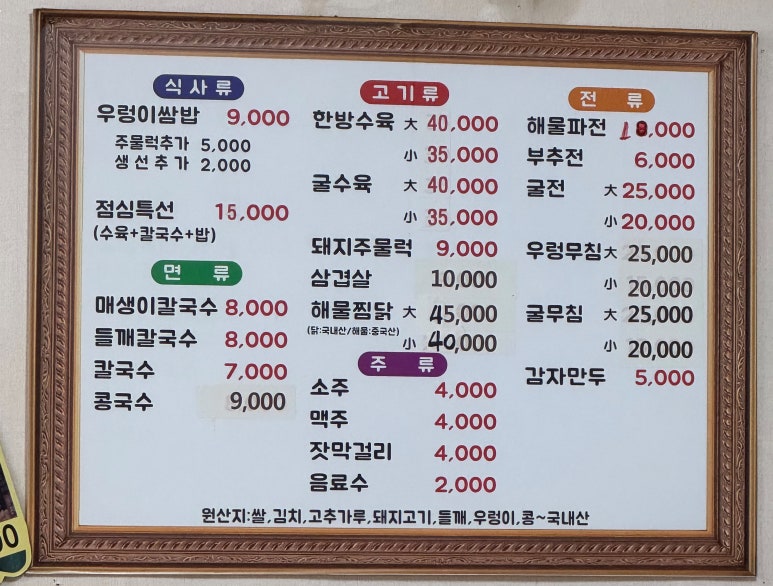 식사류
우렁이쌈밥 9,000
주물럭추가 5,000
생선추가 2,000
점심특선 15,000
(수육+칼국수+밥)
면 류
매생이칼국수 8,000
들깨칼국수 8,000
칼국수 7,000
콩국수 9,000
고기류
한방수육 大 40,000
小 35,000
굴수육 大 40,000
小 35,000
돼지주물럭 9,000
삼겹살 10,000
해물찜닭 大 45,000
(닭:국내산/해물:중국산)
小 40,000
주 류
소주 4,000
맥주 4,000
잣막걸리 4,000
음료수 2,000
전 류
해물파전
부추전 6,000
굴전 大 25,000
小 20,000
우렁무침 大 25,000
小 20,000
굴무침 大 25,000
小 20,000
감자만두 5,000
원산지:쌀,김치,고추가루,돼지고기,들깨,우렁이,콩~국내산